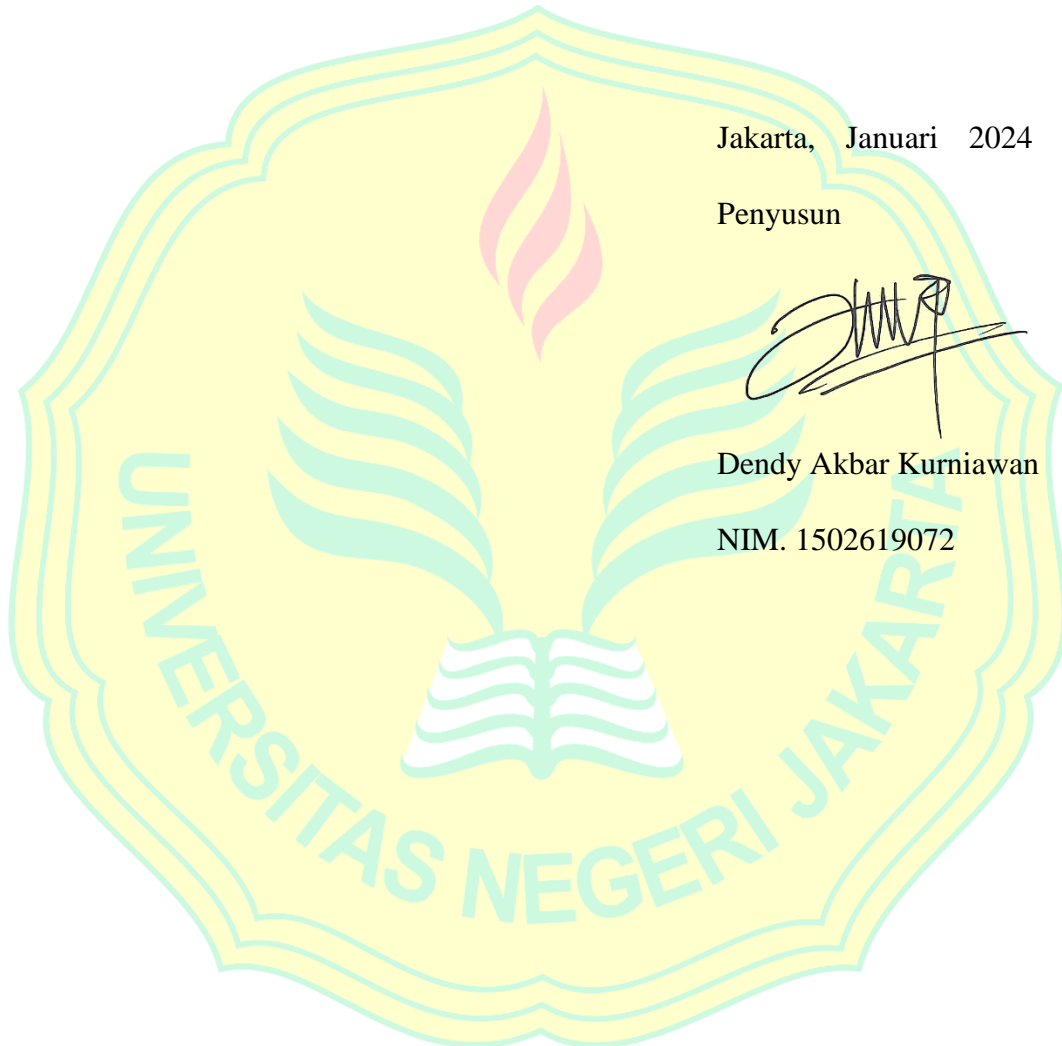 Jakarta, Januari 2024
Penyusun
Dendy Akbar Kurniawan
NIM. 1502619072
UNIVERSITAS NEGERI JAKARTA